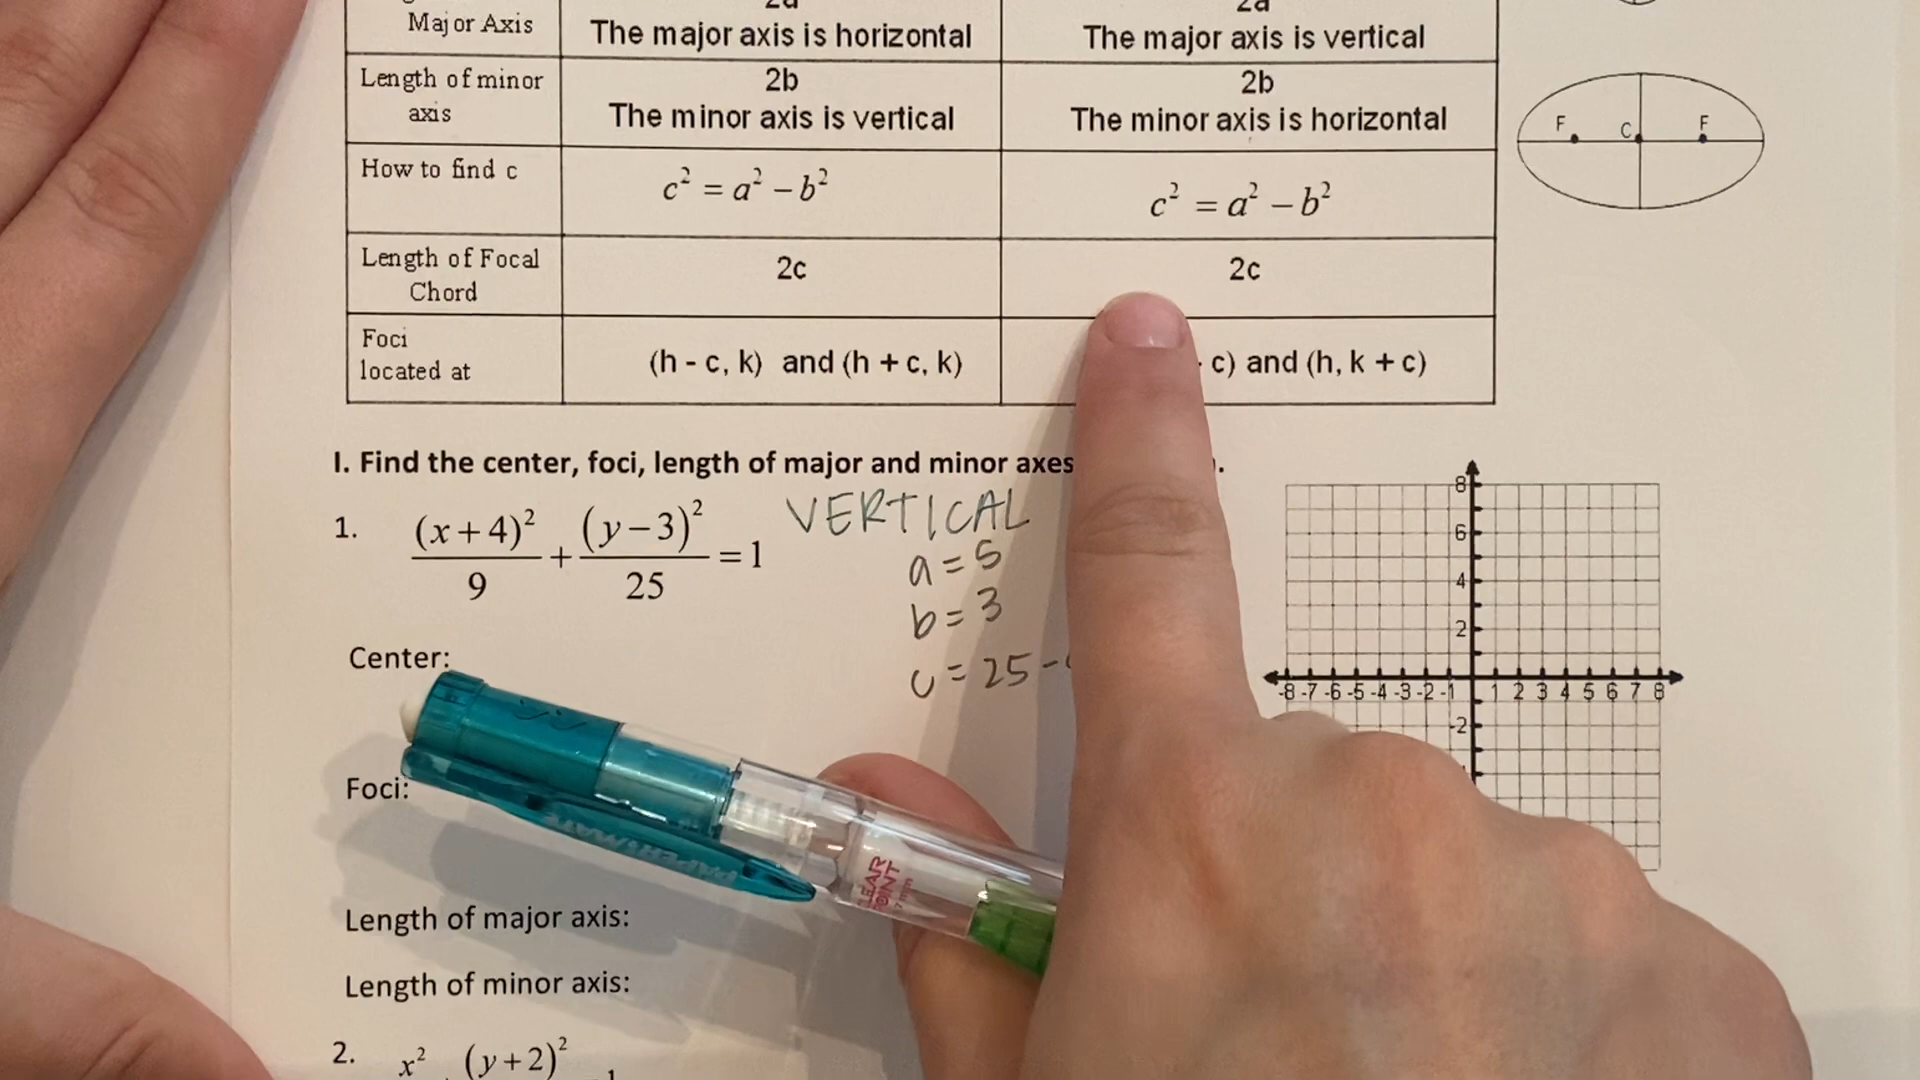 Major Axis
2a
The major axis is horizontal
2a
The major axis is vertical
Length of minor
axis
2b
The minor axis is vertical
2b
The minor axis is horizontal
How to find c
c² = a² – b²
c² = a² – b²
Length of Focal
Chord
2c
2c
Foci
located at
(h - c, k) and (h + c, k)
c) and (h, k + c)
F C F
I. Find the center, foci, length of major and minor axes
1. (x+4)²/9 + (y−3)²/25 = 1
VERTICAL
a = 5
b = 3
c = 25 -
Center:
Foci:
Length of major axis:
Length of minor axis:
2. x² (y+2)²
8
6
4
2
-8 -7 -6 -5 -4 -3 -2 -1 1 2 3 4 5 6 7 8
-2
PAPERMATE
CLEAR
POINT